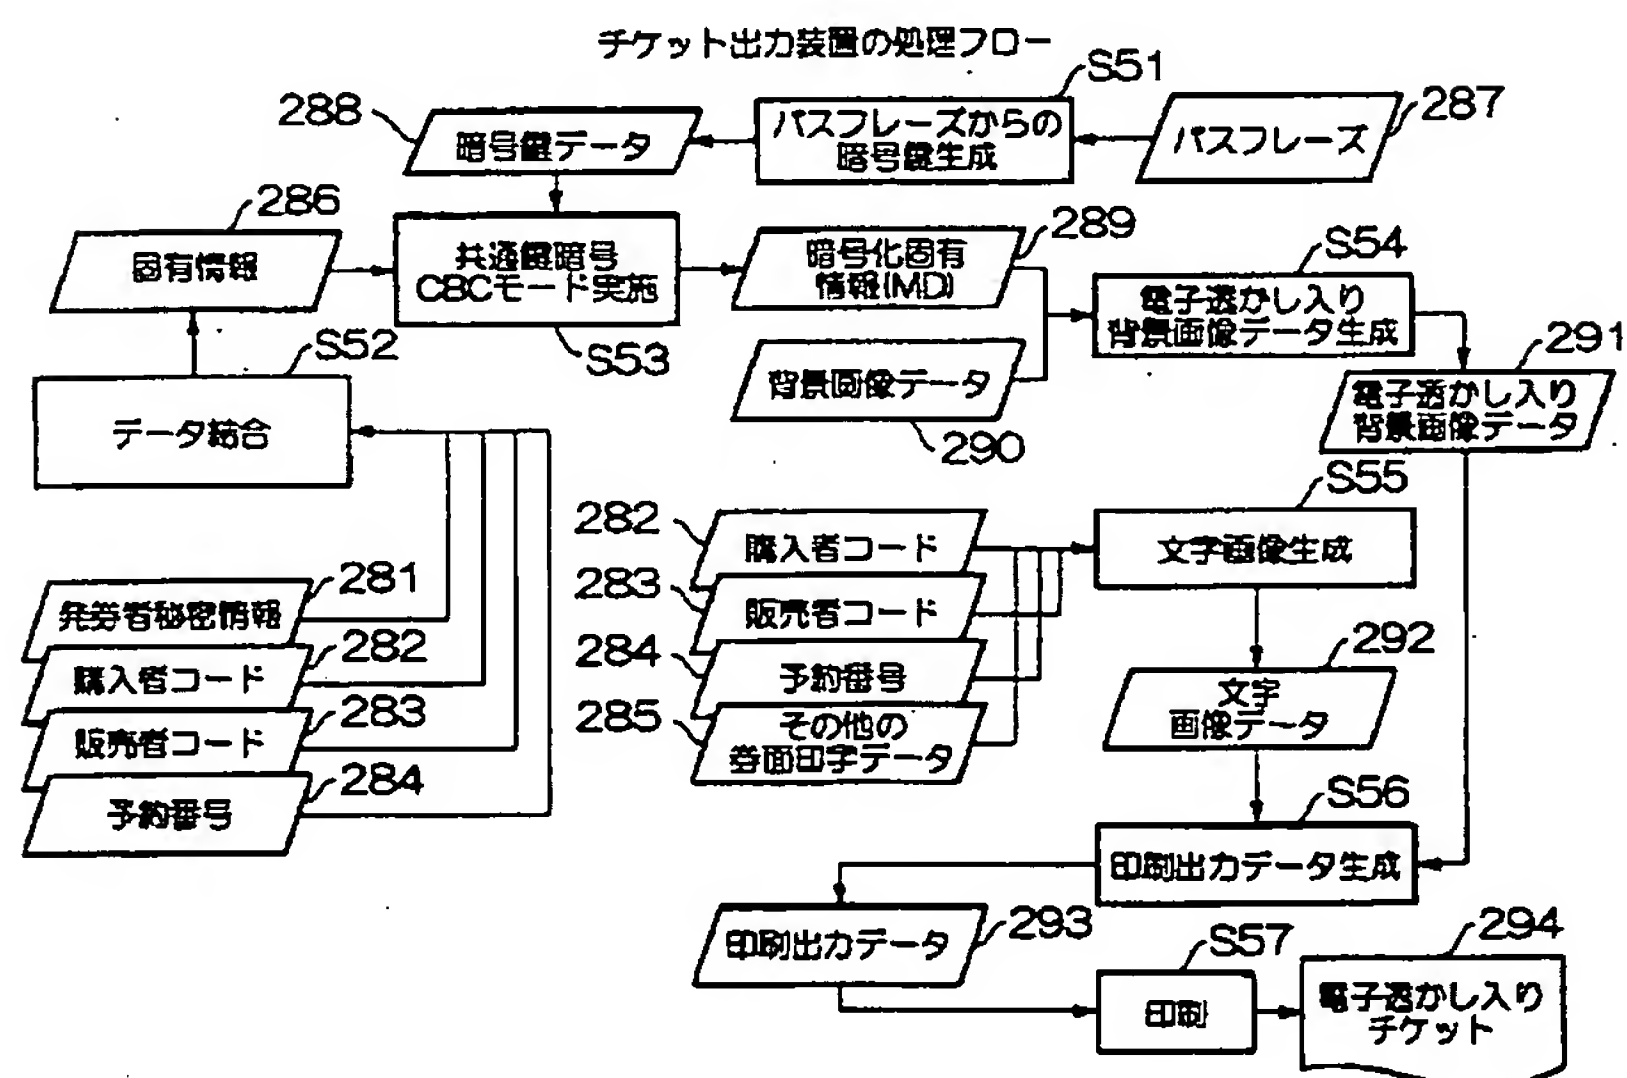 チケット出力装置の処理フロー
S51
288
暗号鍵データ
パスフレーズからの
暗号鍵生成
パスフレーズ
287
286
固有情報
共通鍵暗号
CBCモード実施
S53
289
暗号化固有
情報(MD)
S54
電子透かし入り
背景画像データ生成
S52
データ結合
背景画像データ
290
291
電子透かし入り
背景画像データ
281
発券者秘密情報
282
購入者コード
283
販売者コード
284
予約番号
282
購入者コード
283
販売者コード
284
予約番号
285
その他の
券面印字データ
S55
文字画像生成
292
文字
画像データ
S56
印刷出力データ生成
293
印刷出力データ
S57
印刷
294
電子透かし入り
チケット